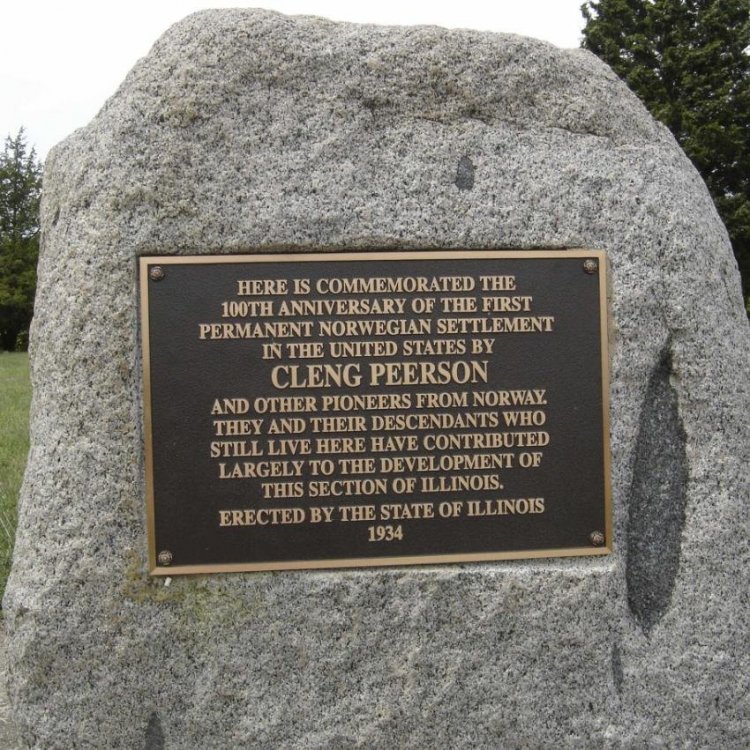 HERE IS COMMEMORATED THE
100TH ANNIVERSARY OF THE FIRST
PERMANENT NORWEGIAN SETTLEMENT
IN THE UNITED STATES BY
CLENG PEERSON
AND OTHER PIONEERS FROM NORWAY.
THEY AND THEIR DESCENDANTS WHO
STILL LIVE HERE HAVE CONTRIBUTED
LARGELY TO THE DEVELOPMENT OF
THIS SECTION OF ILLINOIS.
ERECTED BY THE STATE OF ILLINOIS
1934